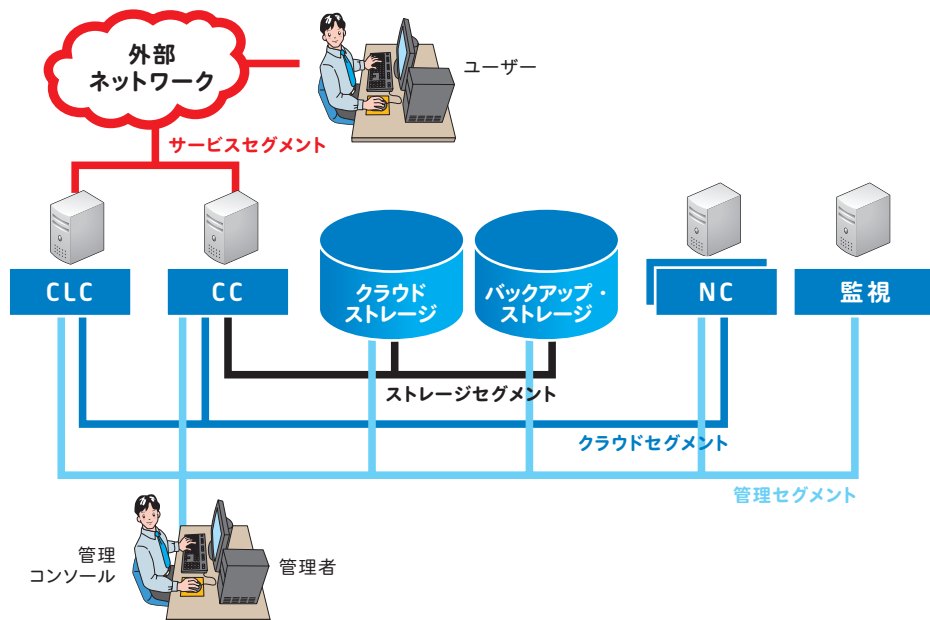 外部
ネットワーク
ユーザー
サービスセグメント
CLC
CC
クラウド
ストレージ
バックアップ・
ストレージ
NC
監視
ストレージセグメント
クラウドセグメント
管理セグメント
管理
コンソール
管理者